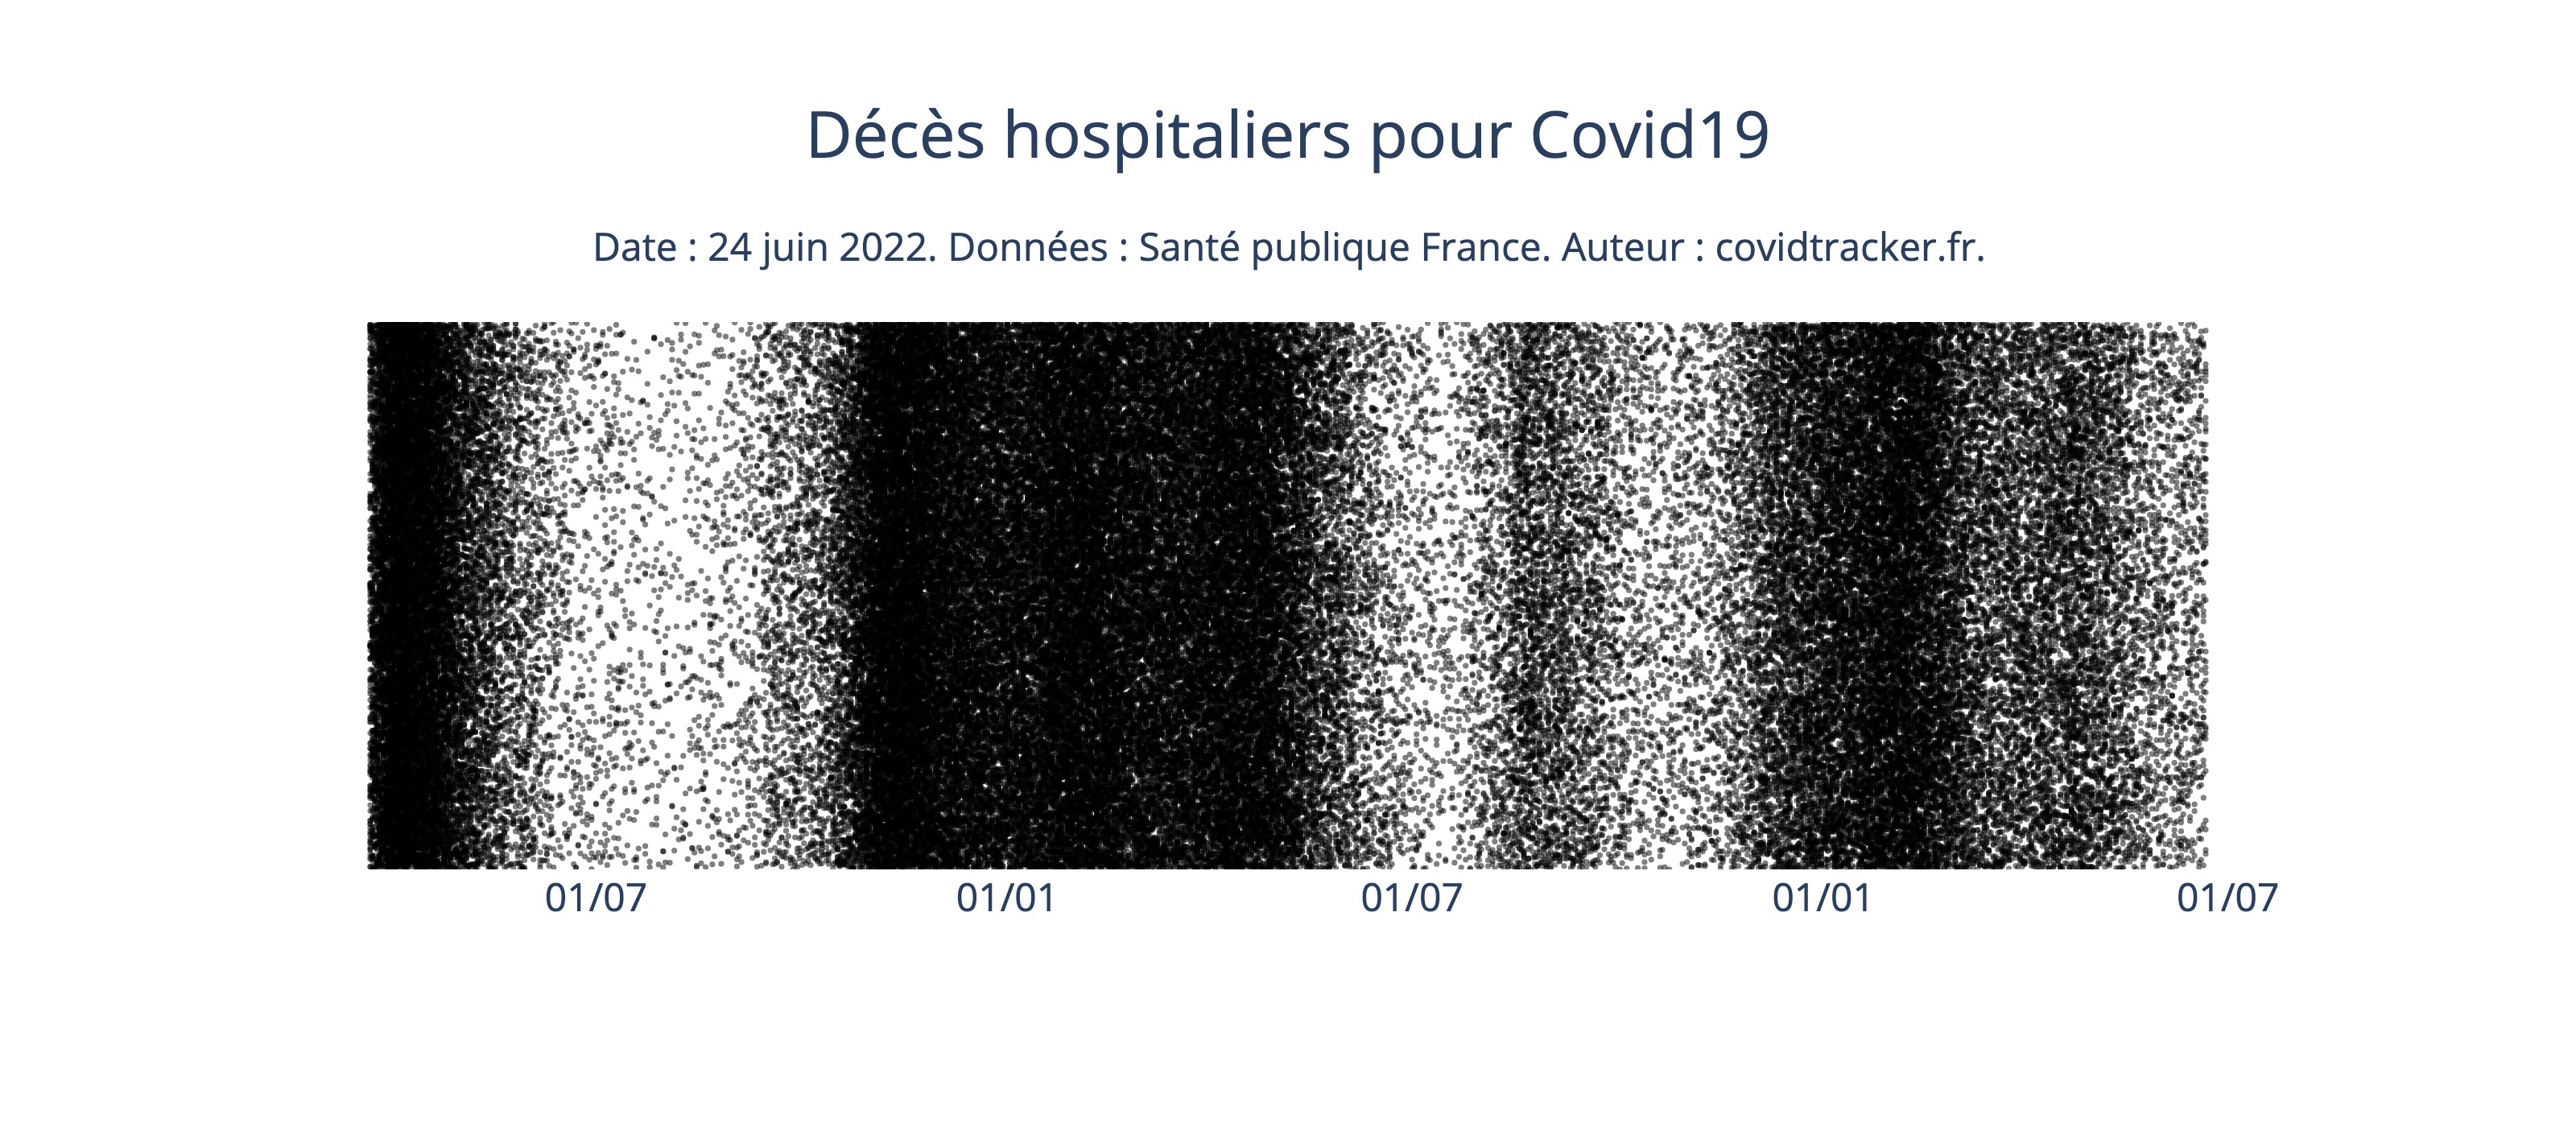 Décès hospitaliers pour Covid19
Date : 24 juin 2022. Données : Santé publique France. Auteur : covidtracker.fr.
01/07 01/01 01/07 01/01 01/07